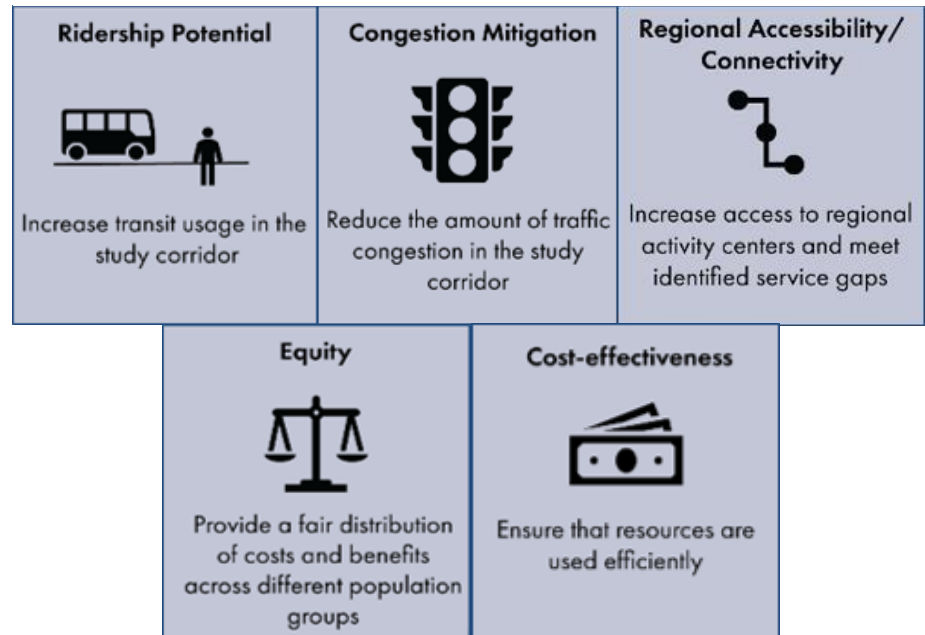 Ridership Potential
Increase transit usage in the
study corridor
Congestion Mitigation
Reduce the amount of traffic
congestion in the study
corridor
Regional Accessibility/
Connectivity
Increase access to regional
activity centers and meet
identified service gaps
Equity
Provide a fair distribution
of costs and benefits
across different population
groups
Cost-effectiveness
Ensure that resources are
used efficiently